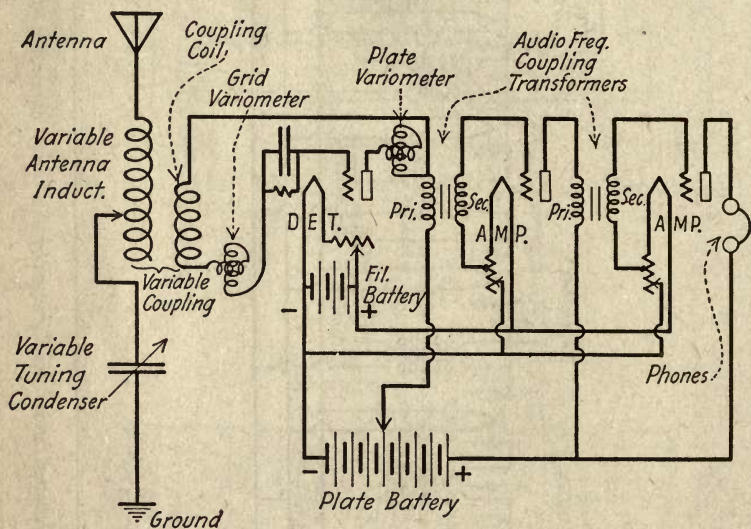 Antenna
Coupling
Coil
Grid
Variometer
Plate
Variometer
Audio Freq.
Coupling
Transformers
Variable
Antenna
Induct.
Pri.
Sec.
Pri.
Sec.
DET.
AMP.
AMP.
Variable
Coupling
Fil.
Battery
-
+
Variable
Tuning
Condenser
Phones
-
+
Plate Battery
Ground